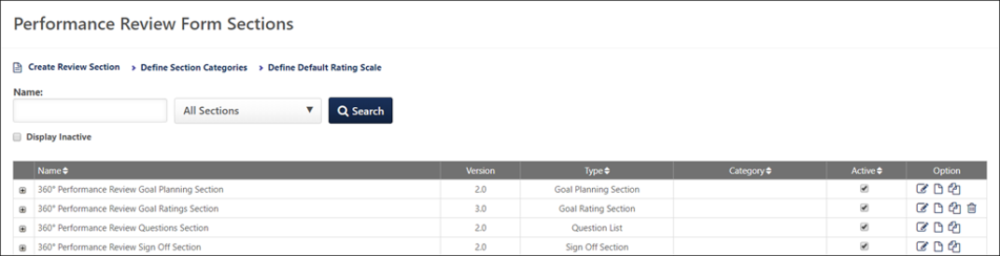 Performance Review Form Sections
Create Review Section > Define Section Categories > Define Default Rating Scale
Name:
All Sections Search
Display Inactive
Name Version Type Category Active Option
360° Performance Review Goal Planning Section 2.0 Goal Planning Section
360° Performance Review Goal Ratings Section 3.0 Goal Rating Section
360° Performance Review Questions Section 2.0 Question List
360° Performance Review Sign Off Section 2.0 Sign Off Section